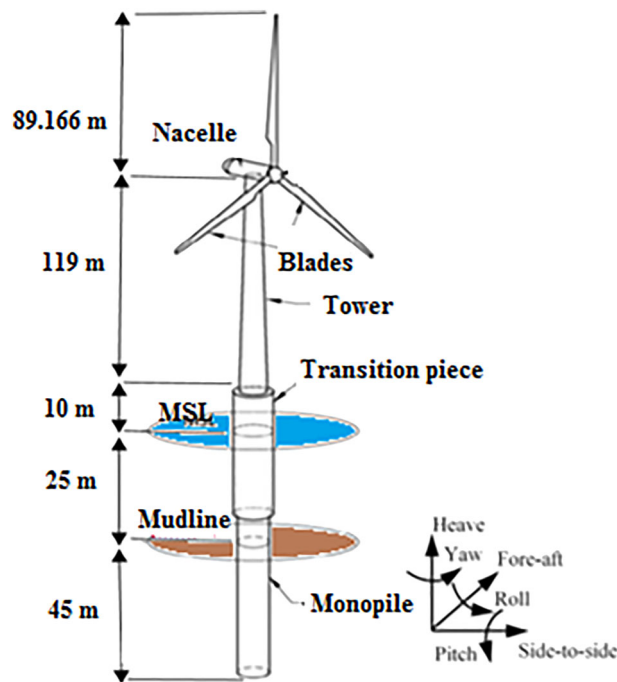 89.166 m
Nacelle
119 m
Blades
Tower
Transition piece
10 m
MSL
25 m
Mudline
45 m
Monopile
Heave
Yaw
Fore-aft
Roll
Pitch
Side-to-side